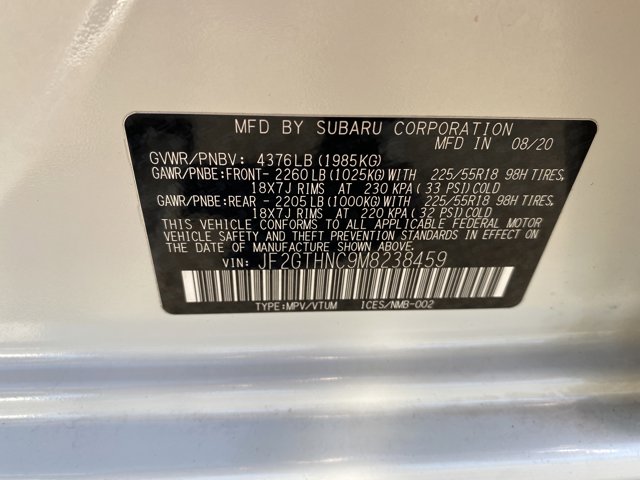 MFD BY SUBARU CORPORATION
MFD IN 08/20
GVWR/PNBV: 4376LB(1985KG)
GAWR/PNBE:FRONT- 2260LB(1025KG)WITH 225/55R18 98H TIRES
18X7J RIMS AT 230 KPA(33 PSI)COLD
GAWR/PNBE:REAR - 2205LB(1000KG)WITH 225/55R18 98H TIRES
18X7J RIMS AT 220 KPA(32 PSI)COLD
THIS VEHICLE CONFORMS TO ALL APPLICABLE FEDERAL MOTOR
VEHICLE SAFETY AND THEFT PREVENTION STANDARDS IN EFFECT
ON THE DATE OF MANUFACTURE SHOWN ABOVE.
VIN: JF2GTHNC9M8238459
TYPE:MPV/VTUM ICES/NMB-002